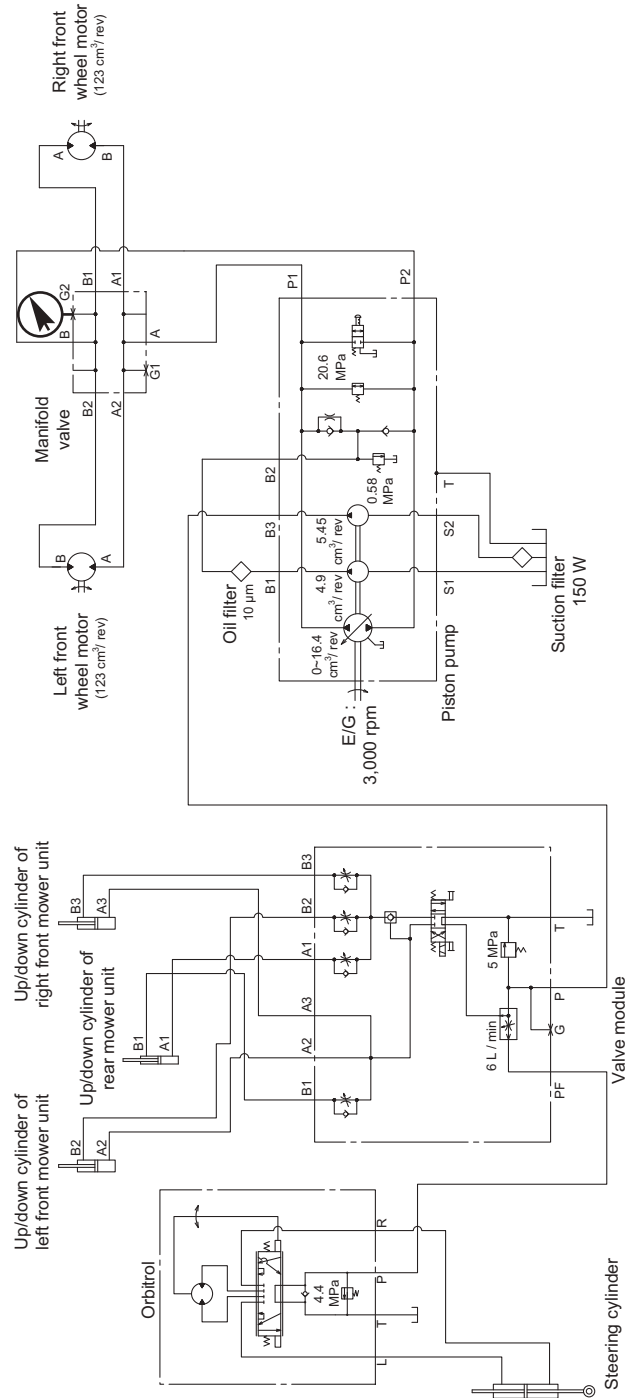 Right front
wheel motor
(123 cm³/ rev)
A
B
Left front
wheel motor
(123 cm³/ rev)
B
A
Manifold
valve
B2
A2
B
G2
B1
A1
G1
A
P1
P2
Oil filter
10 μm
B1
B3
B2
0~16.4
cm³/ rev
4.9
cm³/ rev
5.45
cm³/ rev
0.58
MPa
20.6
MPa
E/G :
3,000 rpm
S1
S2
T
Piston pump
Suction filter
150 W
Up/down cylinder of
right front mower unit
B3
A3
Up/down cylinder of
rear mower unit
B1
A1
Up/down cylinder of
left front mower unit
B2
A2
B1
A2
A3
A1
B2
B3
6 L / min
5 MPa
PF
G
P
T
Valve module
Orbitrol
4.4
MPa
L
T
P
R
Steering cylinder